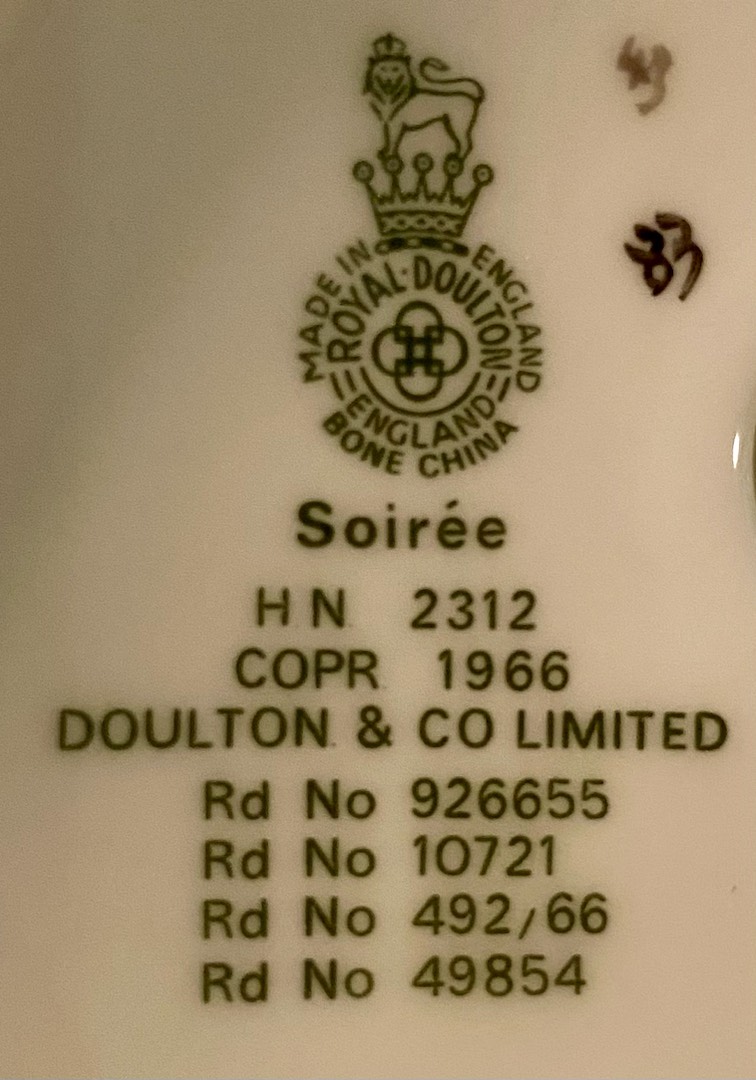 MADE IN ENGLAND
ROYAL·DOULTON
ENGLAND
BONE CHINA
Soirée
H N 2312
COPR 1966
DOULTON & CO LIMITED
Rd No 926655
Rd No 10721
Rd No 492/66
Rd No 49854